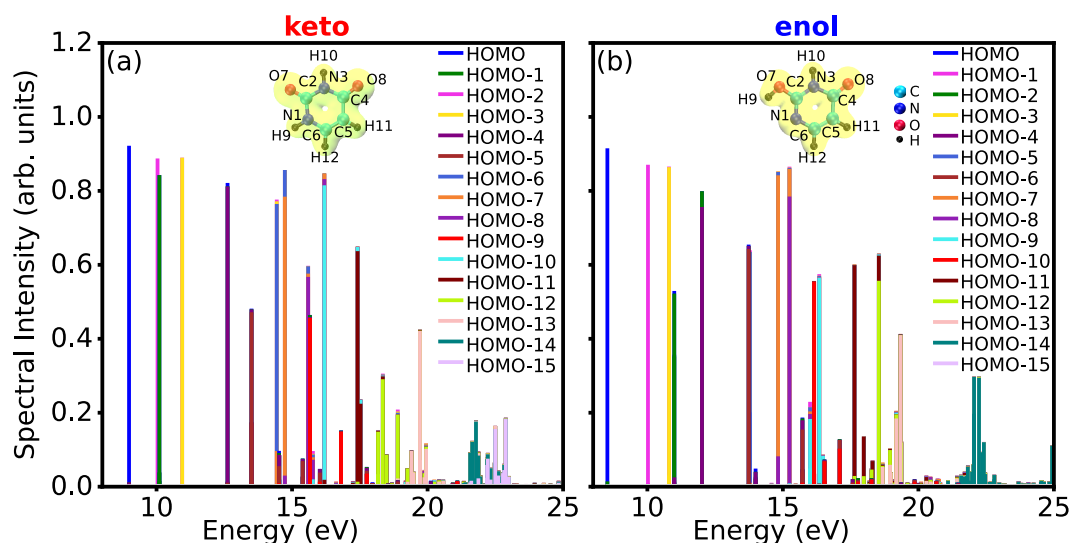 keto
enol
Spectral Intensity (arb. units)
1.2
1.0
0.8
0.6
0.4
0.2
0.0
(a)
H10
O7
C2
N3
O8
C4
N1
H9
C6
C5
H11
H12
HOMO
HOMO-1
HOMO-2
HOMO-3
HOMO-4
HOMO-5
HOMO-6
HOMO-7
HOMO-8
HOMO-9
HOMO-10
HOMO-11
HOMO-12
HOMO-13
HOMO-14
HOMO-15
10
15
20
25
Energy (eV)
(b)
H10
O7
C2
N3
O8
H9
C4
N1
C6
C5
H11
H12
C
N
O
H
HOMO
HOMO-1
HOMO-2
HOMO-3
HOMO-4
HOMO-5
HOMO-6
HOMO-7
HOMO-8
HOMO-9
HOMO-10
HOMO-11
HOMO-12
HOMO-13
HOMO-14
HOMO-15
10
15
20
25
Energy (eV)